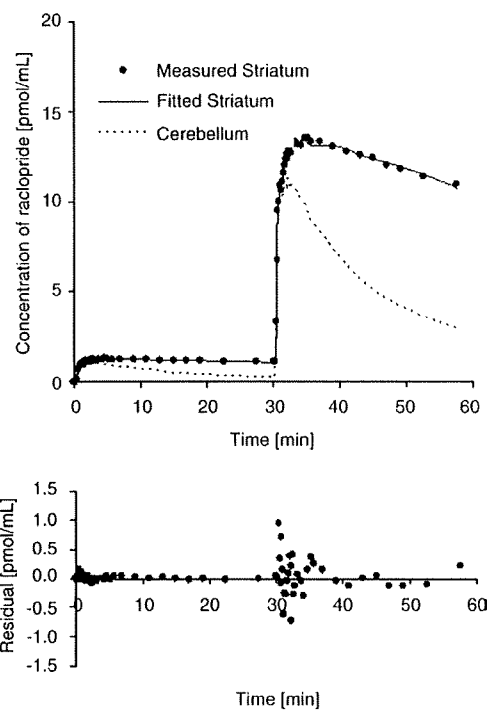 20
15
10
5
0
Concentration of raclopride [pmol/mL]
Measured Striatum
Fitted Striatum
Cerebellum
0 10 20 30 40 50 60
Time [min]
1.5
1.0
0.5
0.0
-0.5
-1.0
-1.5
Residual [pmol/mL]
0 10 20 30 40 50 60
Time [min]